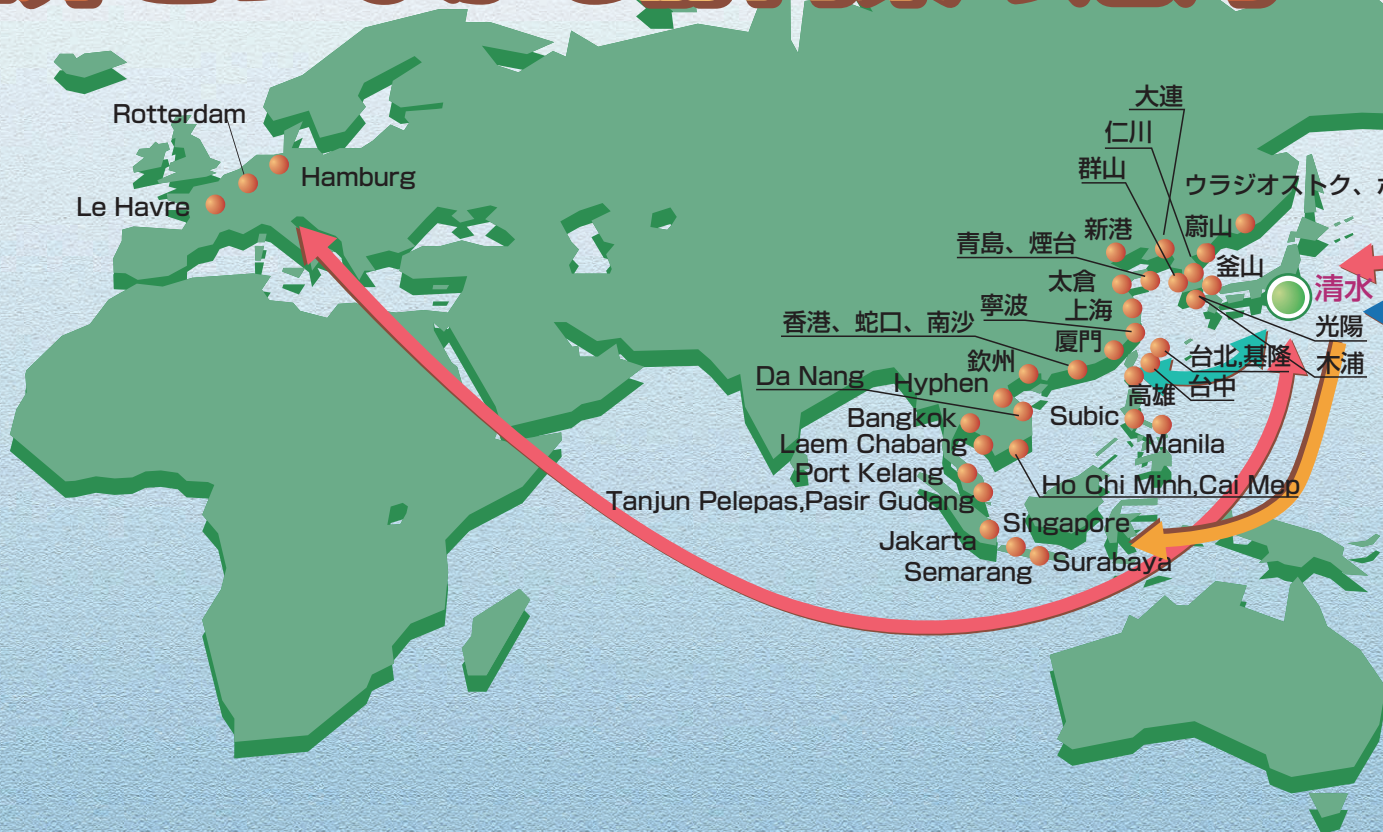 大連
Rotterdam
仁川
群山
Hamburg
ウラジオストク、
Le Havre
新港
蔚山
青島、煙台
釜山
太倉
清水
寧波
上海
香港、蛇口、南沙
光陽
厦門
台北,基隆
木浦
欽州
Da Nang
Hyphen
台中
高雄
Bangkok
Subic
Laem Chabang
Manila
Port Kelang
Ho Chi Minh,Cai Mep
Tanjun Pelepas,Pasir Gudang
Singapore
Jakarta
Surabaya
Semarang